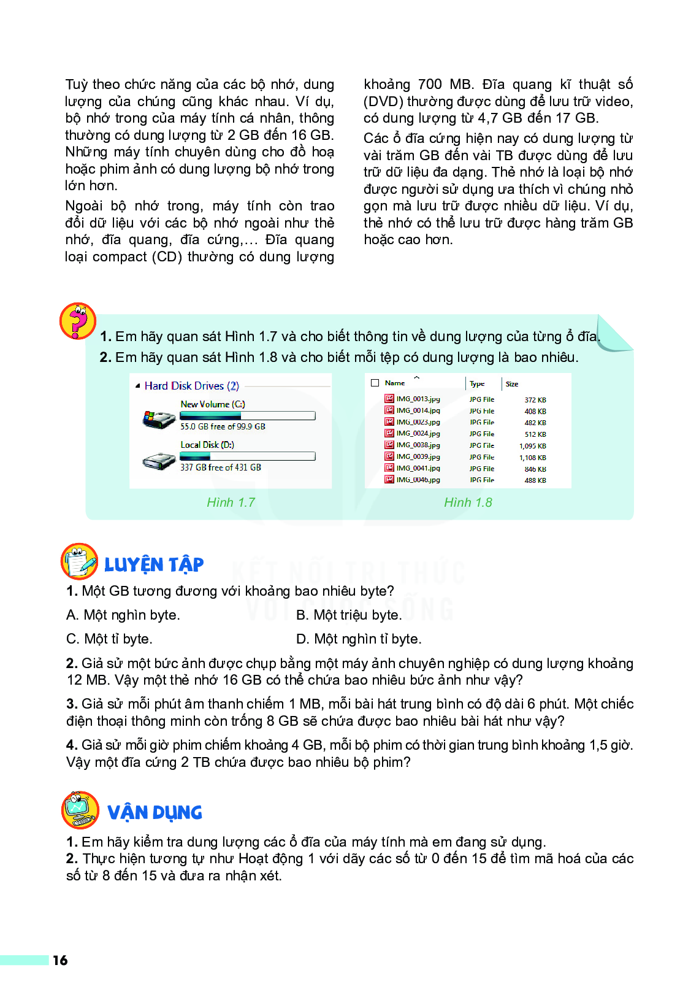 Tuỳ theo chức năng của các bộ nhớ, dung
lượng của chúng cũng khác nhau. Ví dụ,
bộ nhớ trong của máy tính cá nhân, thông
thường có dung lượng từ 2 GB đến 16 GB.
Những máy tính chuyên dùng cho đồ hoạ
hoặc phim ảnh có dung lượng bộ nhớ trong
lớn hơn.
Ngoài bộ nhớ trong, máy tính còn trao
đổi dữ liệu với các bộ nhớ ngoài như thẻ
nhớ, đĩa quang, đĩa cứng,... Đĩa quang
loại compact (CD) thường có dung lượng
khoảng 700 MB. Đĩa quang kĩ thuật số
(DVD) thường được dùng để lưu trữ video,
có dung lượng từ 4,7 GB đến 17 GB.
Các ổ đĩa cứng hiện nay có dung lượng từ
vài trăm GB đến vài TB được dùng để lưu
trữ dữ liệu đa dạng. Thẻ nhớ là loại bộ nhớ
được người sử dụng ưa thích vì chúng nhỏ
gọn mà lưu trữ được nhiều dữ liệu. Ví dụ,
thẻ nhớ có thể lưu trữ được hàng trăm GB
hoặc cao hơn.
1. Em hãy quan sát Hình 1.7 và cho biết thông tin về dung lượng của từng ổ đĩa.
2. Em hãy quan sát Hình 1.8 và cho biết mỗi tệp có dung lượng là bao nhiêu.
Hard Disk Drives (2)
New Volume (C:)
55.0 GB free of 99.9 GB
Local Disk (D:)
337 GB free of 431 GB
Hình 1.7
Name Type Size
IMG_0013.jpg JPG File 372 KB
IMG_0014.jpg JPG File 408 KB
IMG_0023.jpg JPG File 482 KB
IMG_0024.jpg JPG File 512 KB
IMG_0038.jpg JPG File 1,095 KB
IMG_0039.jpg JPG File 1,108 KB
IMG_0041.jpg JPG File 846 KB
IMG_0046.jpg JPG File 488 KB
Hình 1.8
KẾT NỐI TRI THỨC
VỚI CUỘC SỐNG
LUYỆN TẬP
1. Một GB tương đương với khoảng bao nhiêu byte?
A. Một nghìn byte. B. Một triệu byte.
C. Một tỉ byte. D. Một nghìn tỉ byte.
2. Giả sử một bức ảnh được chụp bằng một máy ảnh chuyên nghiệp có dung lượng khoảng
12 MB. Vậy một thẻ nhớ 16 GB có thể chứa bao nhiêu bức ảnh như vậy?
3. Giả sử mỗi phút âm thanh chiếm 1 MB, mỗi bài hát trung bình có độ dài 6 phút. Một chiếc
điện thoại thông minh còn trống 8 GB sẽ chứa được bao nhiêu bài hát như vậy?
4. Giả sử mỗi giờ phim chiếm khoảng 4 GB, mỗi bộ phim có thời gian trung bình khoảng 1,5 giờ.
Vậy một đĩa cứng 2 TB chứa được bao nhiêu bộ phim?
VẬN DỤNG
1. Em hãy kiểm tra dung lượng các ổ đĩa của máy tính mà em đang sử dụng.
2. Thực hiện tương tự như Hoạt động 1 với dãy các số từ 0 đến 15 để tìm mã hoá của các
số từ 8 đến 15 và đưa ra nhận xét.
16